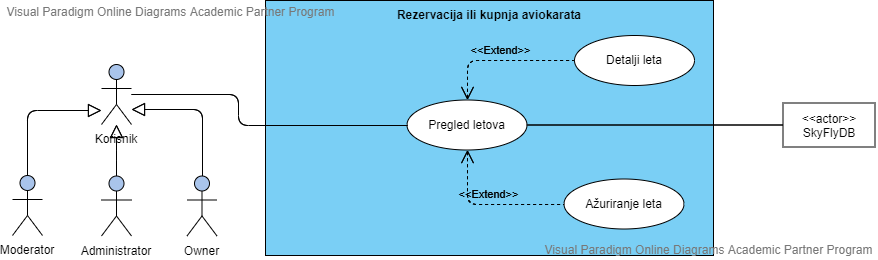 Visual Paradigm Online Diagrams Academic Partner Program
Rezervacija ili kupnja aviokarata
<<Extend>>
Detalji leta
Korisnik
Pregled letova
<<actor>>
SkyFlyDB
<<Extend>>
Ažuriranje leta
Moderator
Administrator
Owner
Visual Paradigm Online Diagrams Academic Partner Program